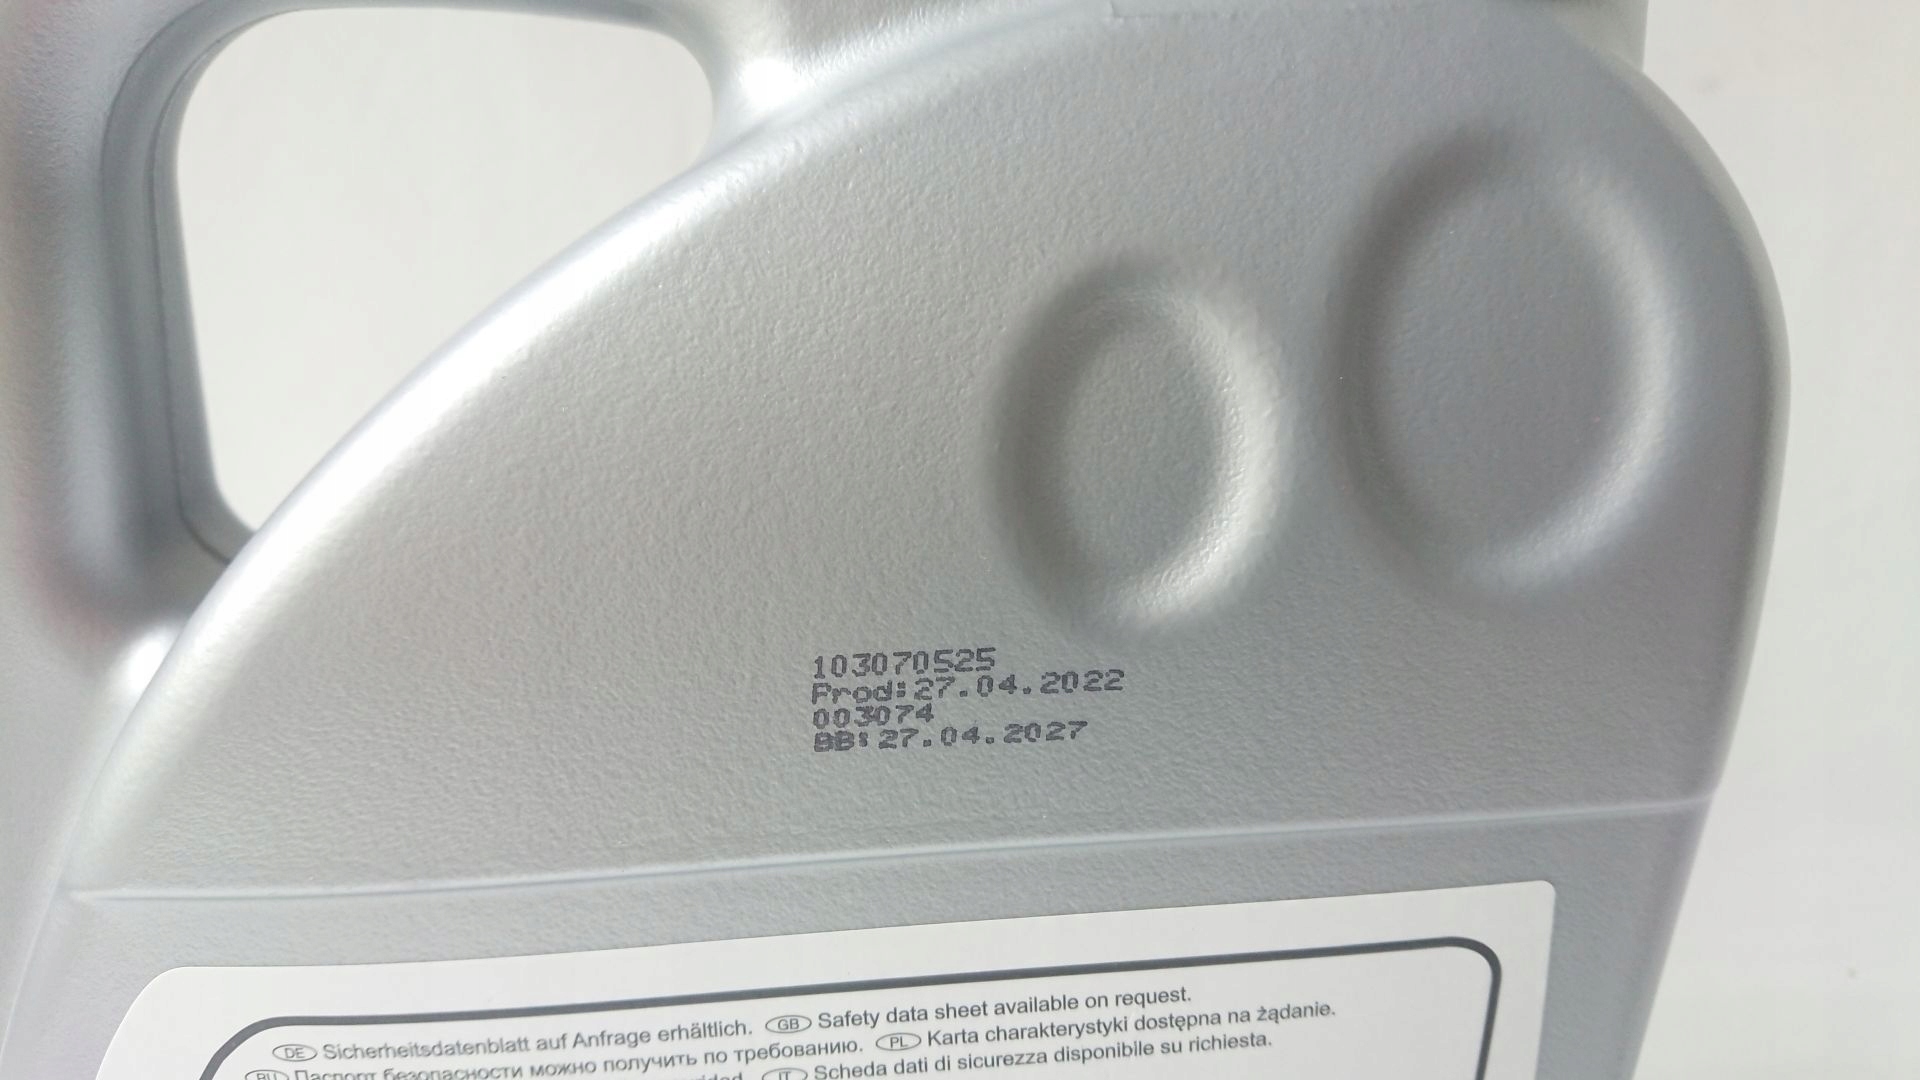 103070525
Prod:27.04.2022
003074
BB:27.04.2027
DE Sicherheitsdatenblatt auf Anfrage erhältlich. GB Safety data sheet available on request.
RU Паспорт безопасности можно получить по требованию. PL Karta charakterystyki dostępna na żądanie.
IT Scheda dati di sicurezza disponibile su richiesta.